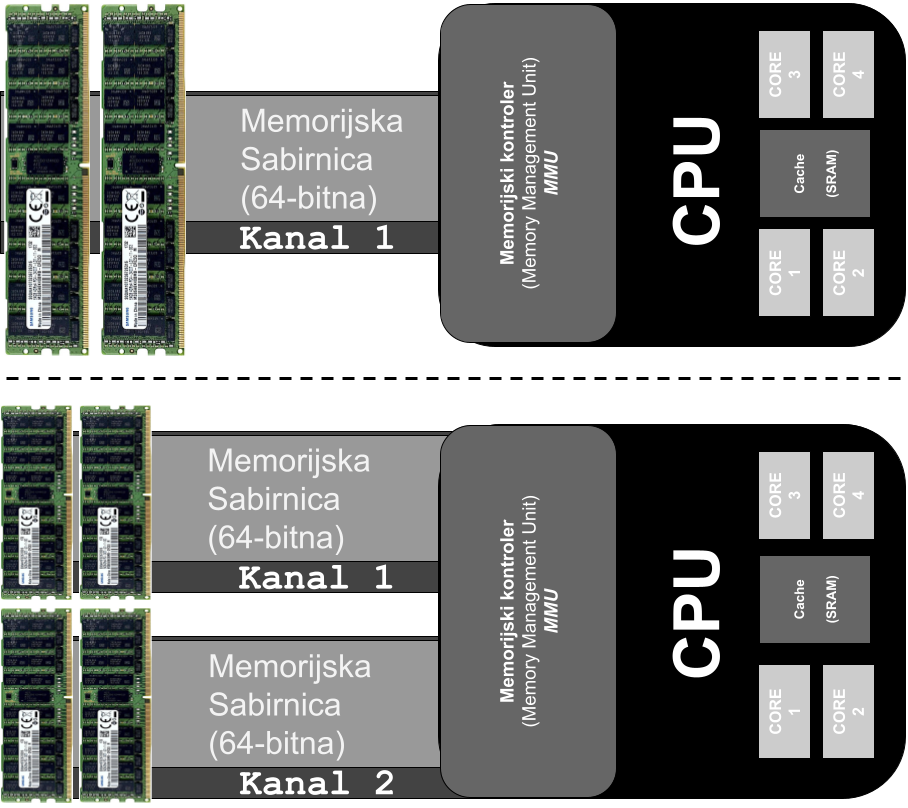 Memorijska
Sabirnica
(64-bitna)
Kanal 1
Memorijski kontroler
(Memory Management Unit)
MMU
CPU
CORE
3
CORE
4
Cache
(SRAM)
CORE
1
CORE
2
Memorijska
Sabirnica
(64-bitna)
Kanal 1
Memorijska
Sabirnica
(64-bitna)
Kanal 2
Memorijski kontroler
(Memory Management Unit)
MMU
CPU
CORE
3
CORE
4
Cache
(SRAM)
CORE
1
CORE
2